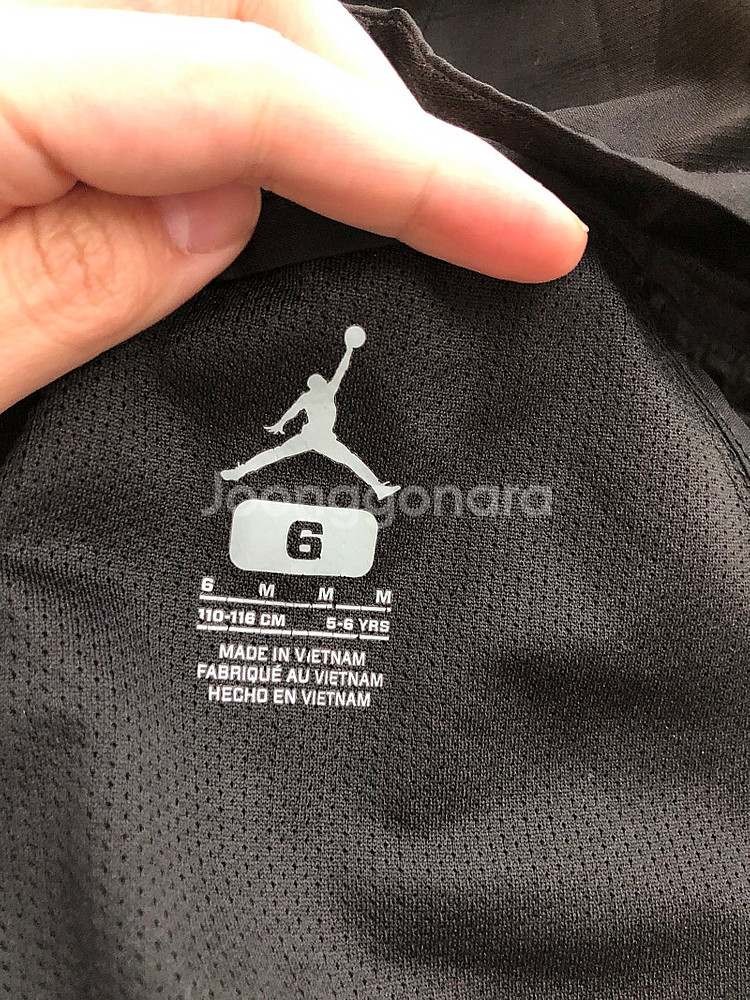 Joonggonara
6
6 M M M
110-116 CM 5-6 YRS
MADE IN VIETNAM
FABRIQUÉ AU VIETNAM
HECHO EN VIETNAM